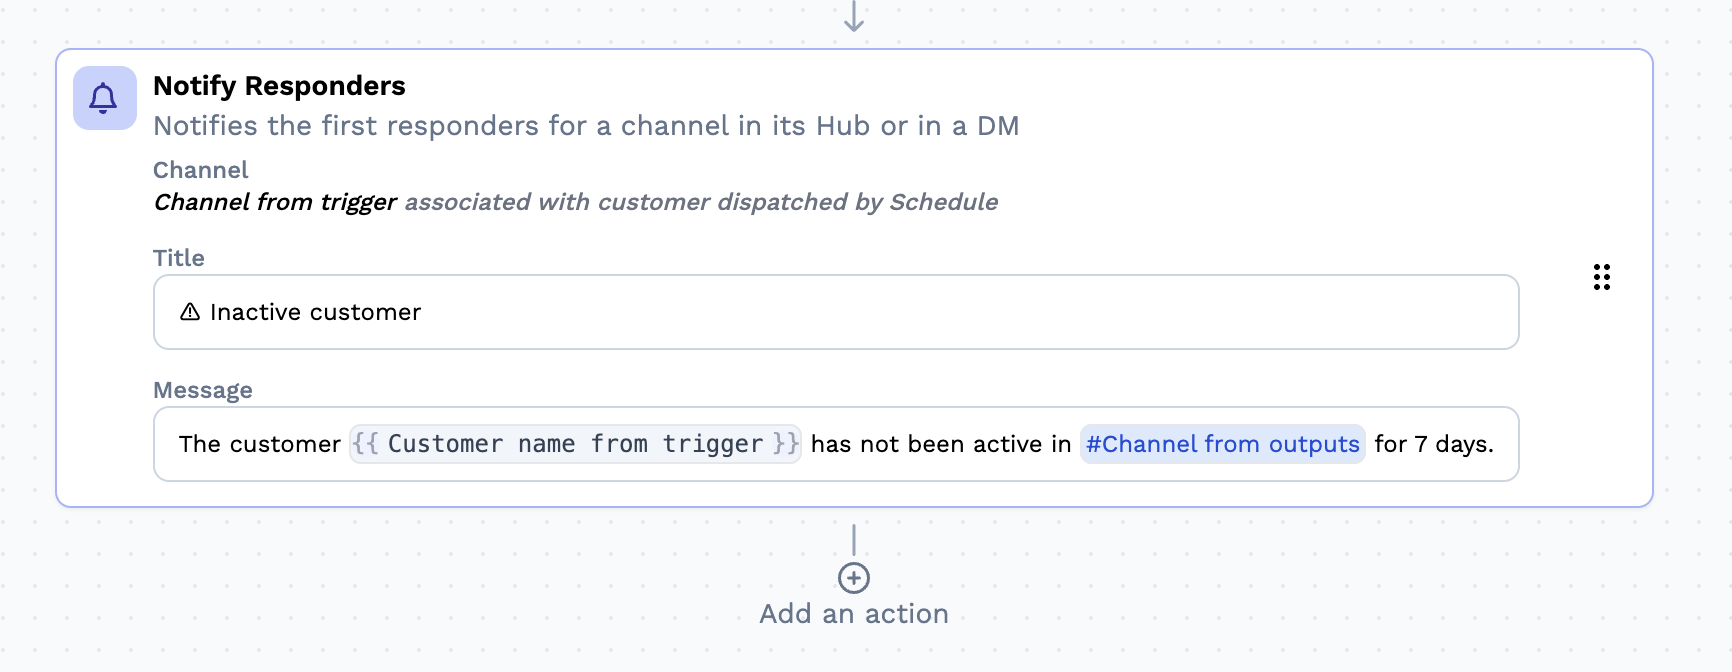 Notify Responders
Notifies the first responders for a channel in its Hub or in a DM
Channel
Channel from trigger associated with customer dispatched by Schedule
Title
⚠ Inactive customer
Message
The customer {{ Customer name from trigger }} has not been active in #Channel from outputs for 7 days.
Add an action